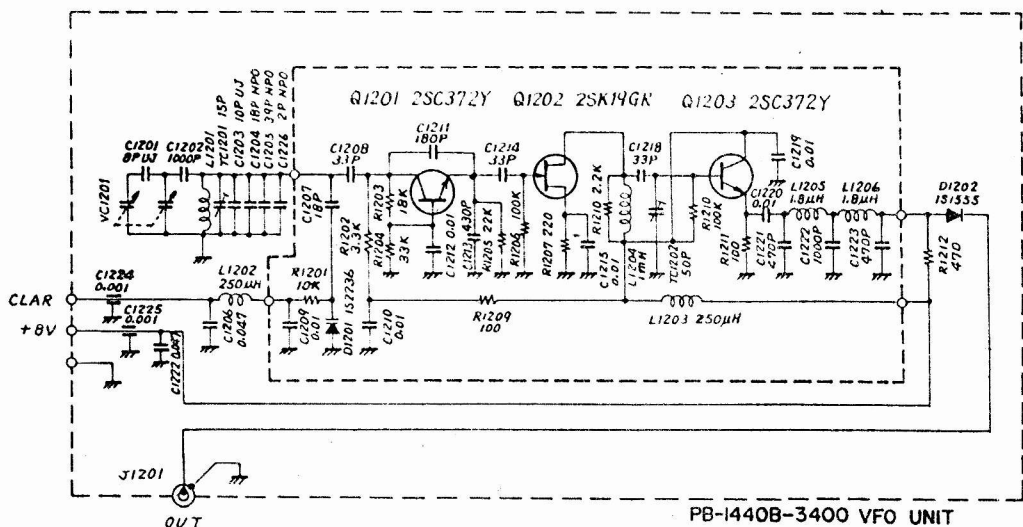 Q1201 2SC372Y Q1202 2SK19GR Q1203 2SC372Y
C1201
8P UJ
C1202
1000P
L1201
TC1201 15P
C1203 10P UJ
C1204 18P NPO
C1205 39P NPO
C1226 2P NPO
VC1201
C1207
18P
C1208
33P
R1202
3.3K
R1203
18K
R1204
33K
C1211
180P
C1212 0.01
C1213 430P
R1205 22K
C1214
33P
R1206
100K
R1207 220
R1210 2.2K
C1215
0.01
L1204
1mH
C1218
33P
TC1202
50P
R1210
100K
C1219
0.01
R1211
100
C1220
0.01
C1221
470P
L1205
1.8μH
C1222
1000P
L1206
1.8μH
C1223
470P
D1202
1S1555
R1212
470
C1224
0.001
CLAR
L1202
250μH
R1201
10K
C1225
0.001
+8V
C1222
0.047
C1206
0.047
C1209
0.01
D1201 1S2236
C1210
0.01
R1209
100
L1203 250μH
J1201
OUT
PB-1440B-3400 VFO UNIT